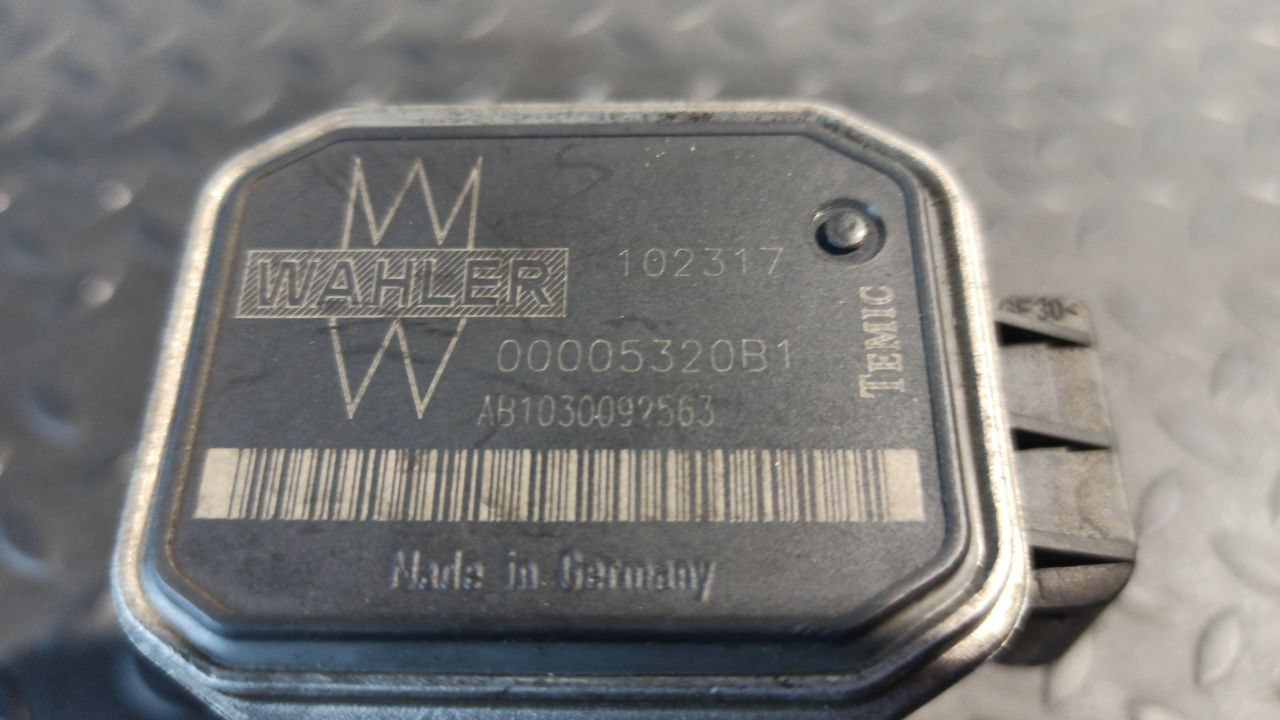 WAHLER
102317
00005320B1
AB1030092563
TEMIC
Made in Germany